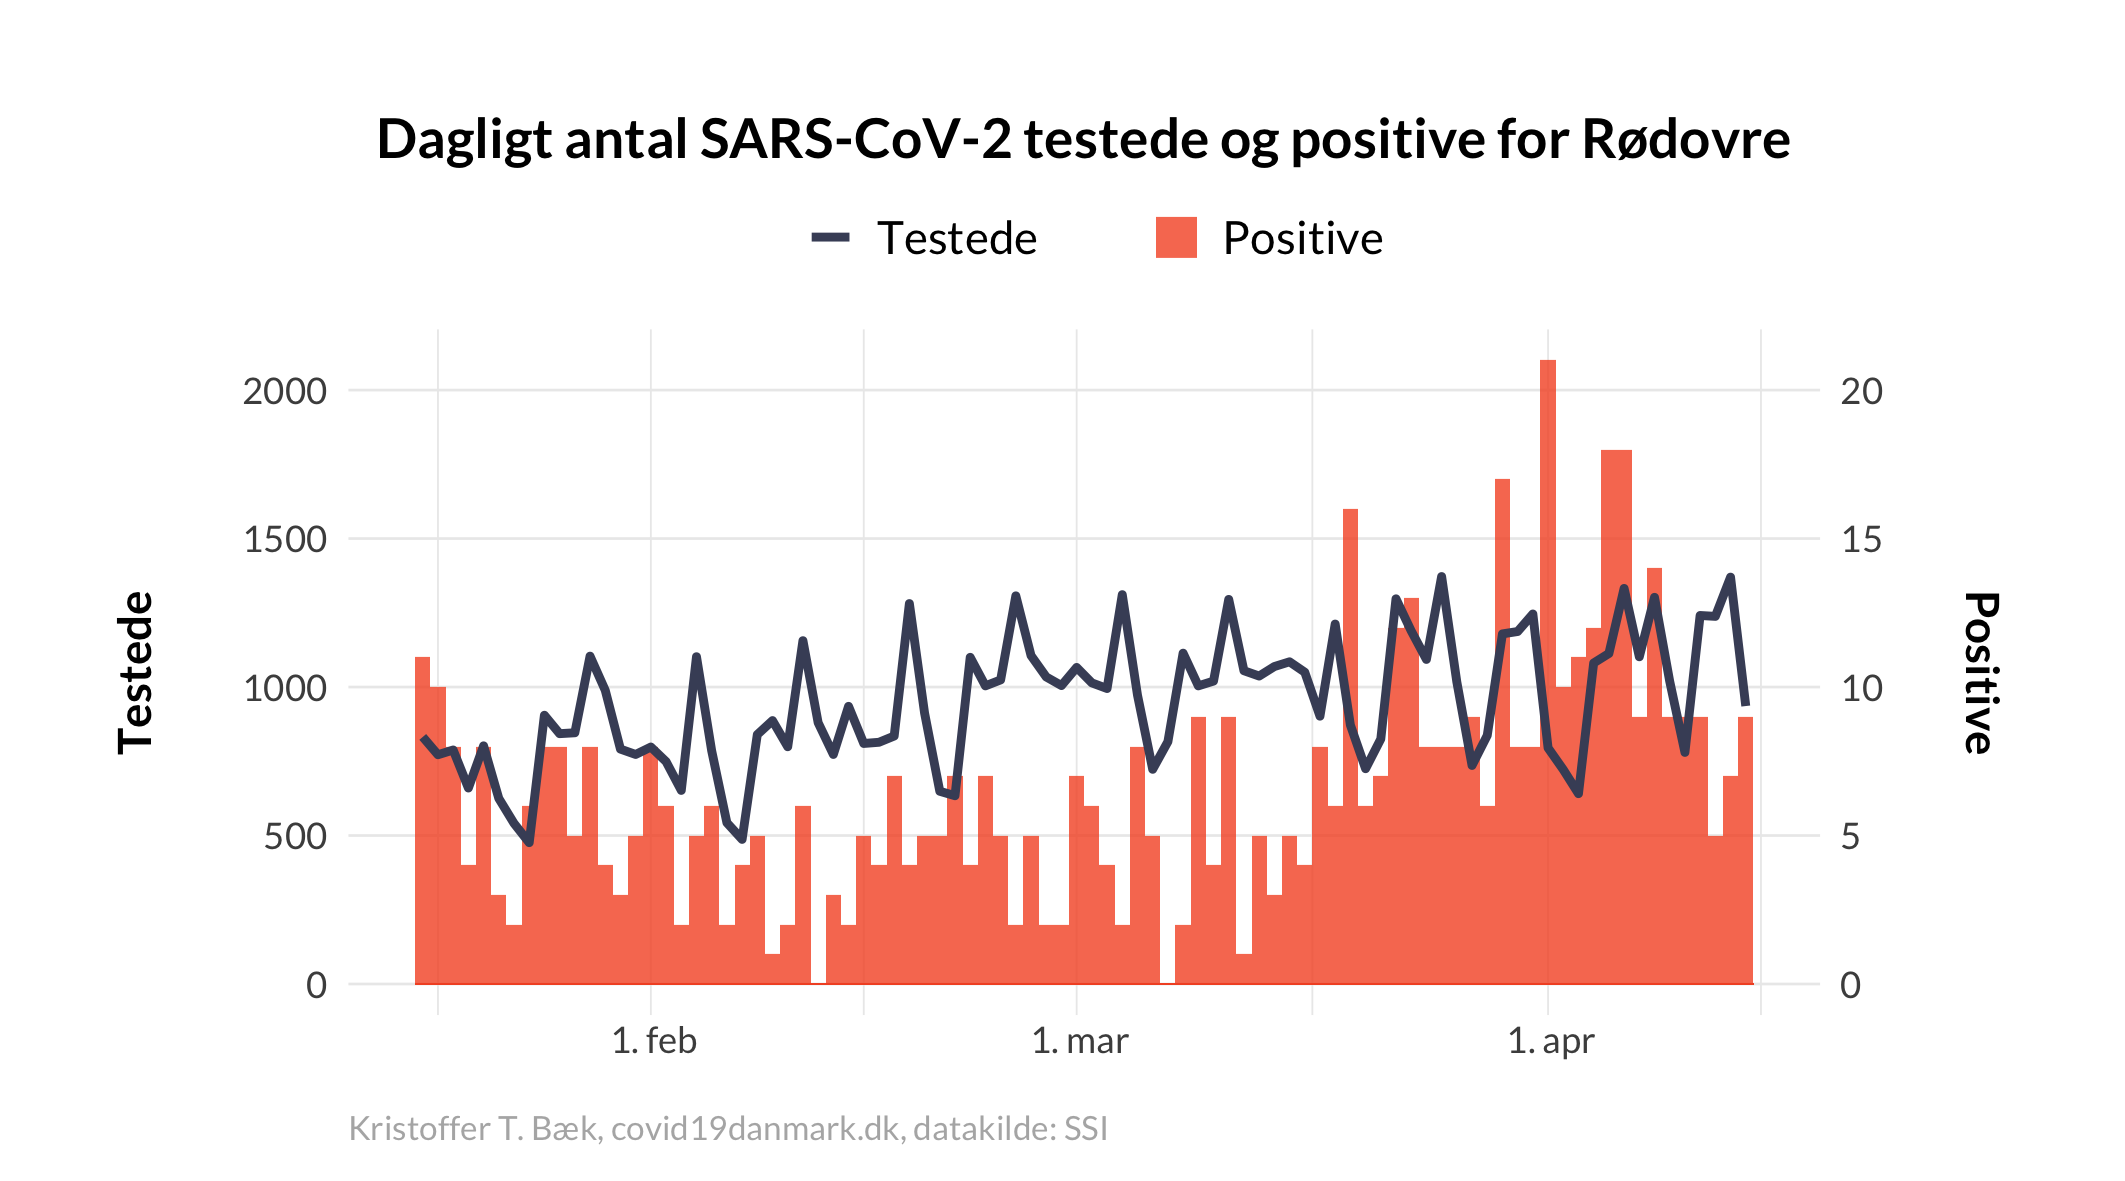 Dagligt antal SARS-CoV-2 testede og positive for Rødovre
Testede
Positive
2000
1500
1000
500
0
Testede
20
15
10
5
0
Positive
1. feb
1. mar
1. apr
Kristoffer T. Bæk, covid19danmark.dk, datakilde: SSI